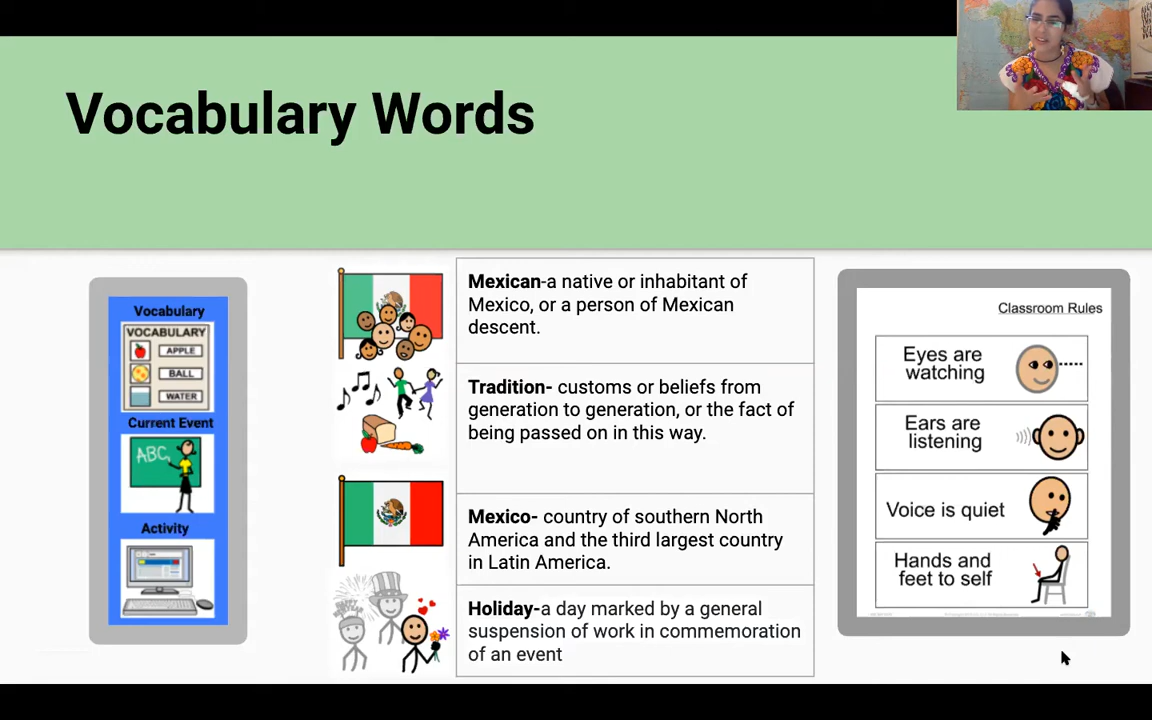 Vocabulary Words
Vocabulary
VOCABULARY
APPLE
BALL
WATER
Current Event
ABC
Activity
Mexican-a native or inhabitant of
Mexico, or a person of Mexican
descent.
Tradition- customs or beliefs from
generation to generation, or the fact of
being passed on in this way.
Mexico- country of southern North
America and the third largest country
in Latin America.
Holiday-a day marked by a general
suspension of work in commemoration
of an event
Classroom Rules
Eyes are
watching
Ears are
listening
Voice is quiet
Hands and
feet to self